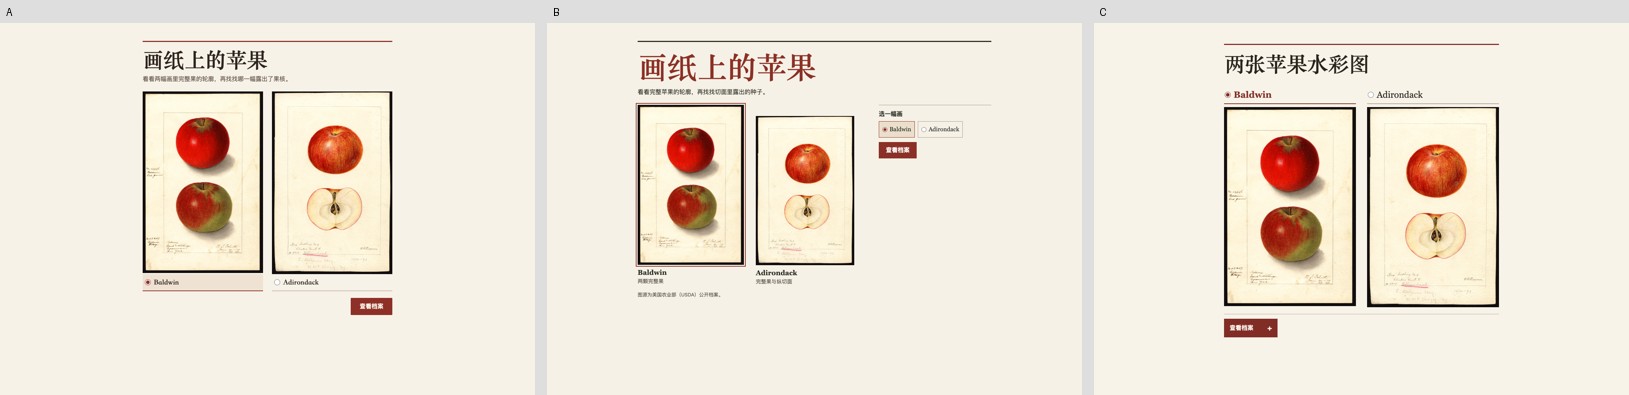 A
画纸上的苹果
看看两幅画里完整果的轮廓，再找找哪一幅露出了果核。
Baldwin
Adirondack
查看档案
B
画纸上的苹果
看看完整苹果的轮廓，再找找切面里露出的种子。
Baldwin
两颗完整果
Adirondack
完整果与纵切面
图源为美国农业部（USDA）公开档案。
选一幅画
Baldwin
Adirondack
查看档案
C
两张苹果水彩图
Baldwin
Adirondack
查看档案 +